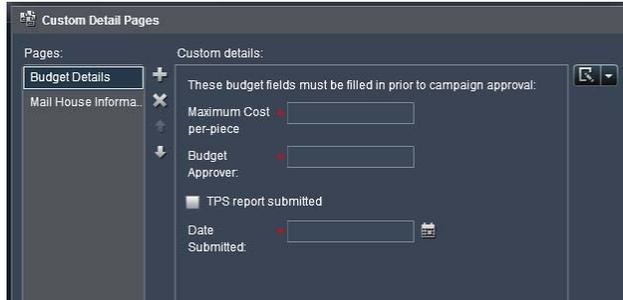 Custom Detail Pages
Pages:
Custom details:
Budget Details
Mail House Informa..
These budget fields must be filled in prior to campaign approval:
Maximum Cost *
per-piece
Budget *
Approver:
TPS report submitted
Date *
Submitted: